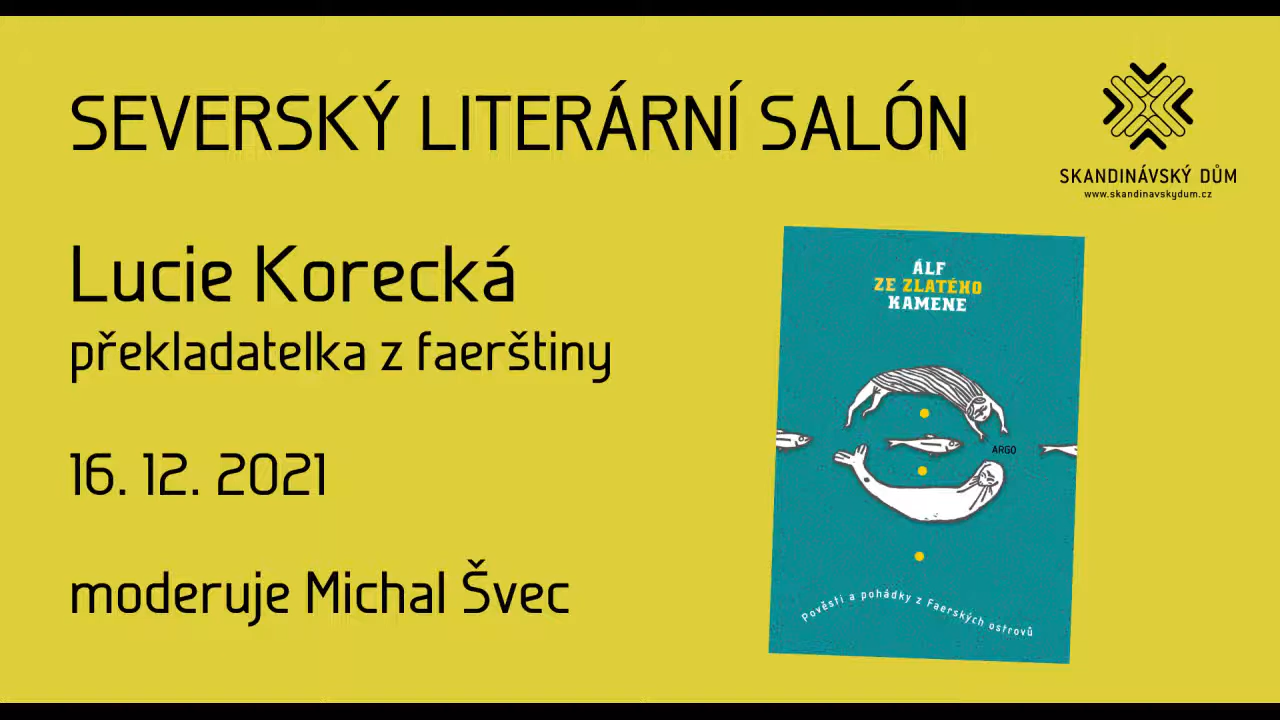 SEVERSKÝ LITERÁRNÍ SALÓN
SKANDINÁVSKÝ DŮM
www.skandinavskydum.cz
Lucie Korecká
překladatelka z faerštiny
16. 12. 2021
moderuje Michal Švec
ÁLF
ZE ZLATÉHO
KAMENE
ARGO
Pověsti a pohádky z Faerských ostrovů